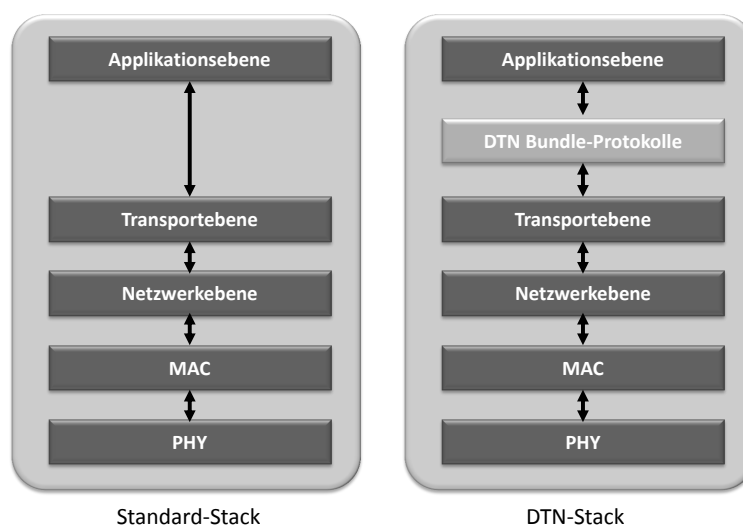 Applikationsebene
Transportebene
Netzwerkebene
MAC
PHY
Standard-Stack
Applikationsebene
DTN Bundle-Protokolle
Transportebene
Netzwerkebene
MAC
PHY
DTN-Stack